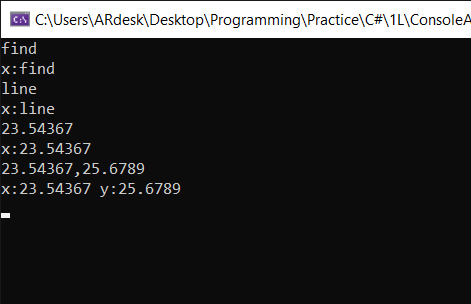 C:\Users\ARdesk\Desktop\Programming\Practice\C#\1L\ConsoleA
find
x:find
line
x:line
23.54367
x:23.54367
23.54367,25.6789
x:23.54367 y:25.6789